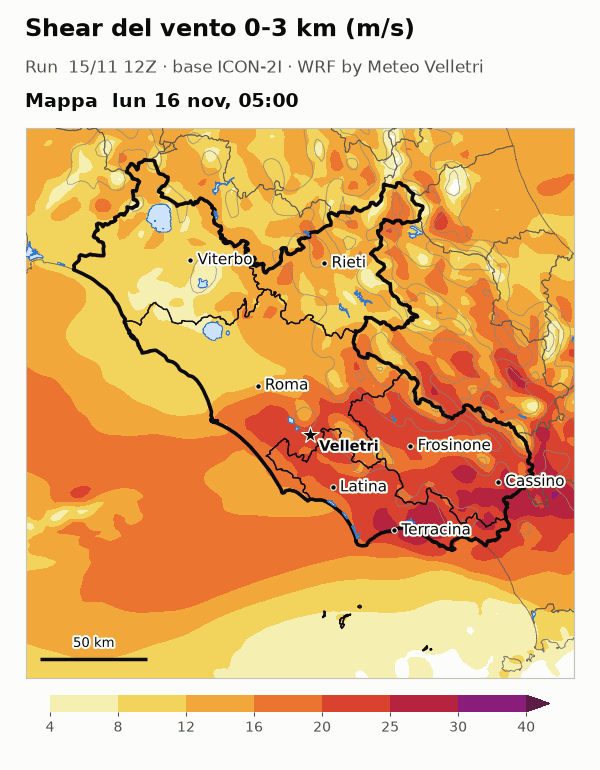 Shear del vento 0-3 km (m/s)
Run 15/11 12Z · base ICON-2I · WRF by Meteo Velletri
Mappa lun 16 nov, 05:00
Viterbo
Rieti
Roma
Velletri
Frosinone
Cassino
Latina
Terracina
50 km
4 8 12 16 20 25 30 40